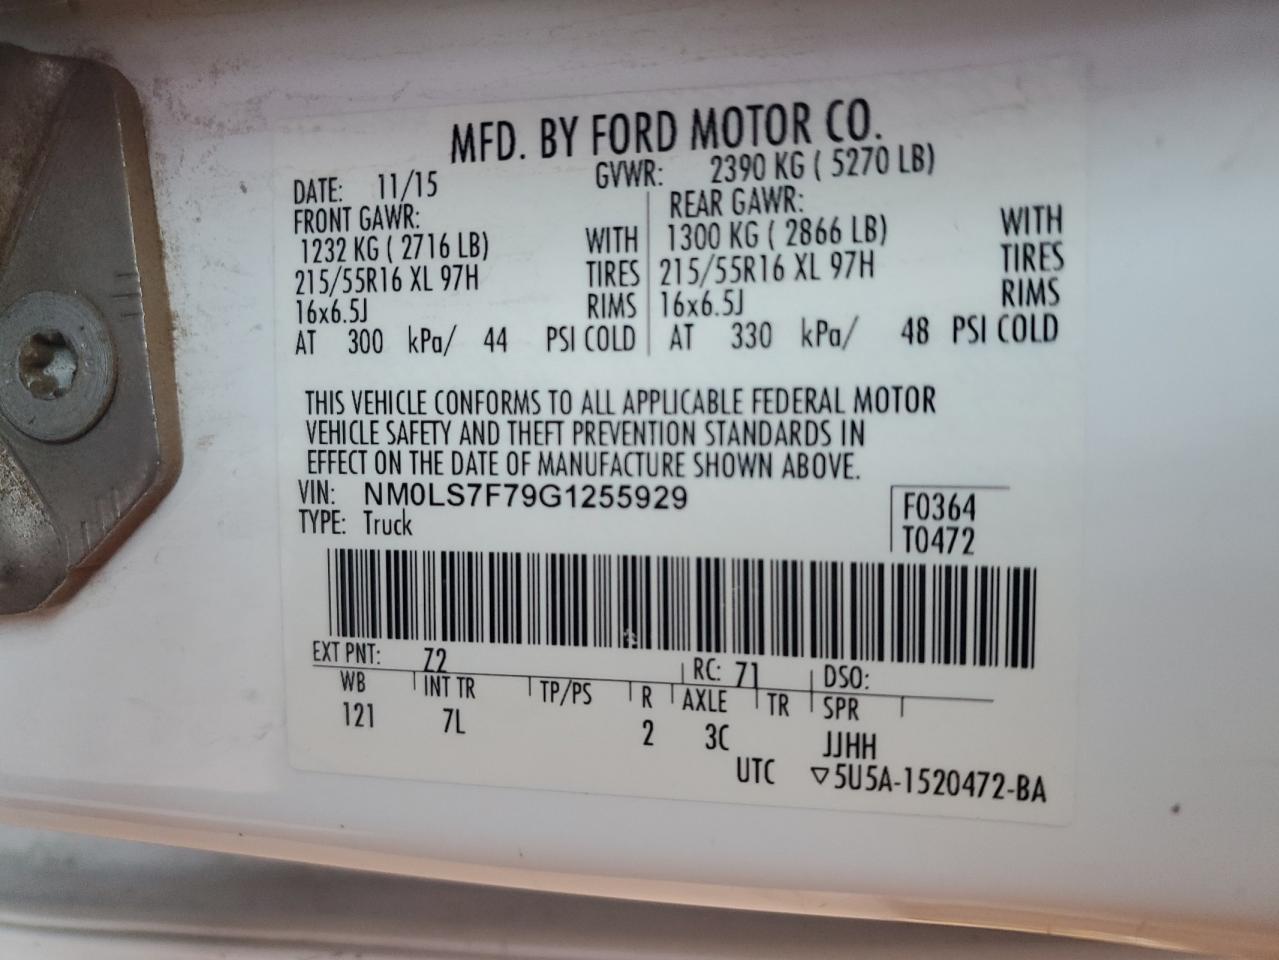 MFD. BY FORD MOTOR CO.
DATE: 11/15 GVWR: 2390 KG ( 5270 LB)
FRONT GAWR: REAR GAWR:
1232 KG ( 2716 LB) WITH 1300 KG ( 2866 LB) WITH
215/55R16 XL 97H TIRES 215/55R16 XL 97H TIRES
16x6.5J RIMS 16x6.5J RIMS
AT 300 kPa/ 44 PSI COLD AT 330 kPa/ 48 PSI COLD
THIS VEHICLE CONFORMS TO ALL APPLICABLE FEDERAL MOTOR
VEHICLE SAFETY AND THEFT PREVENTION STANDARDS IN
EFFECT ON THE DATE OF MANUFACTURE SHOWN ABOVE.
VIN: NM0LS7F79G1255929 F0364
TYPE: Truck T0472
EXT PNT: Z2 RC: 71 DSO:
WB INT TR TP/PS R AXLE TR SPR
121 7L 2 3C JJHH
UTC ▽5U5A-1520472-BA